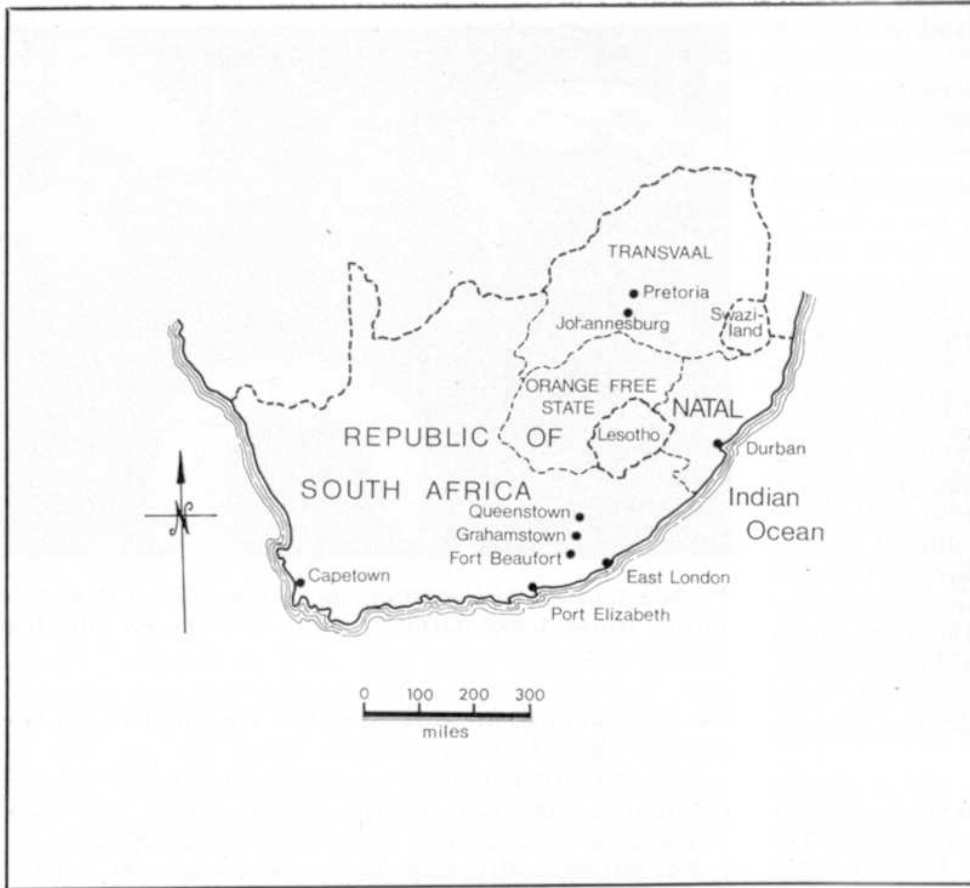 TRANSVAAL
Pretoria
Johannesburg
Swazi-
land
ORANGE FREE
STATE
NATAL
Lesotho
REPUBLIC OF
Durban
SOUTH AFRICA
Indian
Ocean
Queenstown
Grahamstown
Fort Beaufort
East London
Capetown
Port Elizabeth
N
0 100 200 300
miles